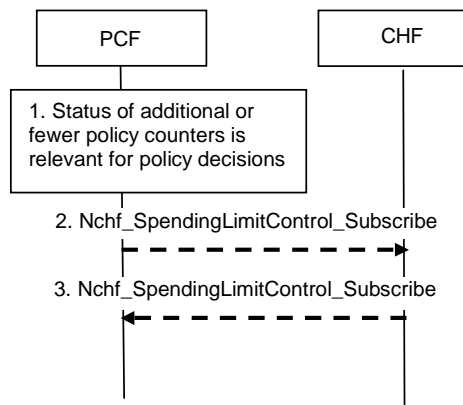 PCF
CHF
1. Status of additional or
fewer policy counters is
relevant for policy decisions
2. Nchf_SpendingLimitControl_Subscribe
3. Nchf_SpendingLimitControl_Subscribe